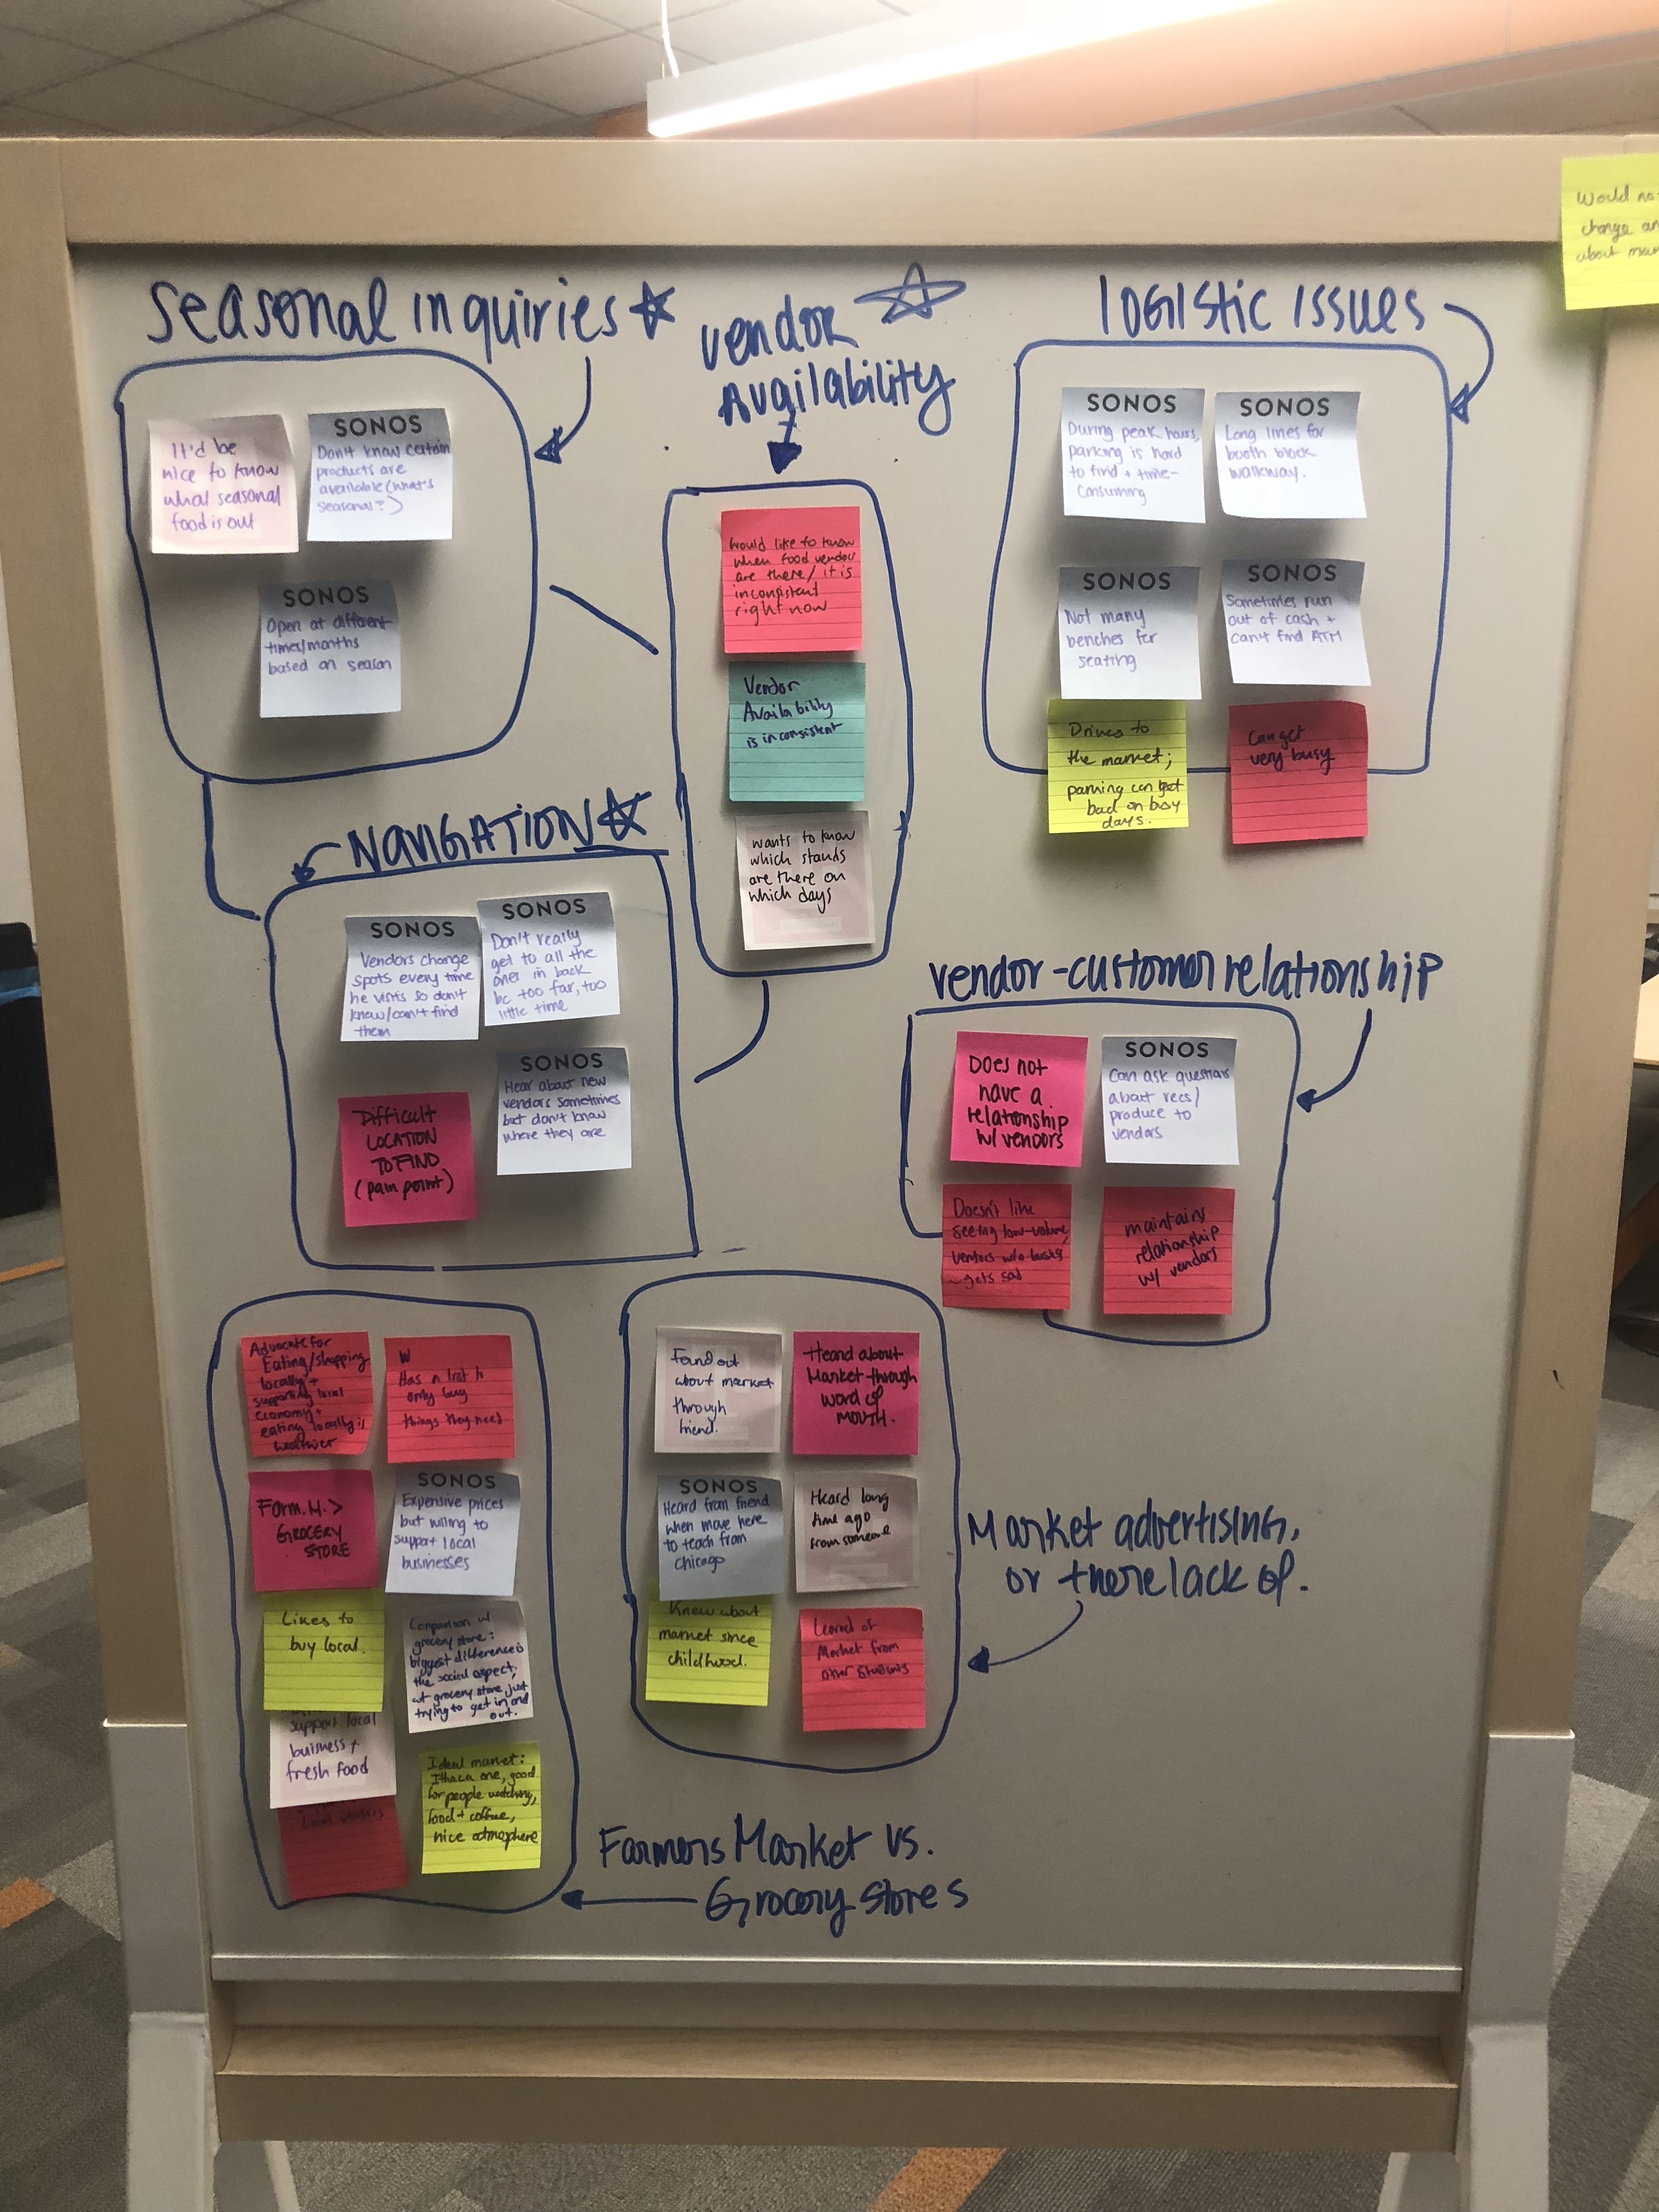 Would no
change an
about mar
Seasonal inquiries
It'd be
nice to know
what seasonal
food is out
SONOS
Don't know certain
products are
available (what's
seasonal?)
SONOS
Open at different
times/months
based on season
vendor
Availability
Would like to know
when food vendors
are there/ it is
inconsistent
right now
Vendor
Availability
is inconsistent
wants to know
which stands
are there on
which days
logistic issues
SONOS
During peak hours,
parking is hard
to find + time-
consuming
SONOS
Long lines for
booth block
walkway.
SONOS
Not many
benches for
seating
SONOS
Sometimes run
out of cash +
can't find ATM
Drives to
the market;
parking can get
bad on busy
days.
Can get
very busy
NAVIGATION
SONOS
Vendors change
spots every time
he visits so don't
know/can't find
them
SONOS
Don't really
get to all the
ones in back
bc too far, too
little time
Difficult
LOCATION
TO FIND
(pain point)
SONOS
Hear about new
vendors sometimes
but don't know
where they are
vendor-customer relationship
Does not
have a
relationship
w/ vendors
SONOS
Can ask questions
about recs/
produce to
vendors
Doesn't like
seeing low-volume
vendors w/o
gets sad
maintains
relationship
w/ vendors
Advocate for
Eating/shopping
locally +
supporting local
economy +
eating locally is
healthier
W
Has a list to
only buy
things they need
Farm. M. >
GROCERY
STORE
SONOS
Expensive prices
but willing to
support local
businesses
Likes to
buy local.
Comparison w/
grocery store:
biggest difference is
the social aspect,
at grocery store just
trying to get in and
out.
support local
buisness +
fresh food
local vendors
Ideal market:
Ithaca one, good
for people watching,
food + coffee,
nice atmosphere
Farmers Market vs.
Grocery stores
Found out
about market
through
friend.
Heard about
Market through
word of
mouth.
SONOS
Heard from friend
when move here
to teach from
Chicago
Heard long
time ago
from someone
Knew about
market since
childhood.
Learned of
Market from
other students
Market advertising,
or there lack of.